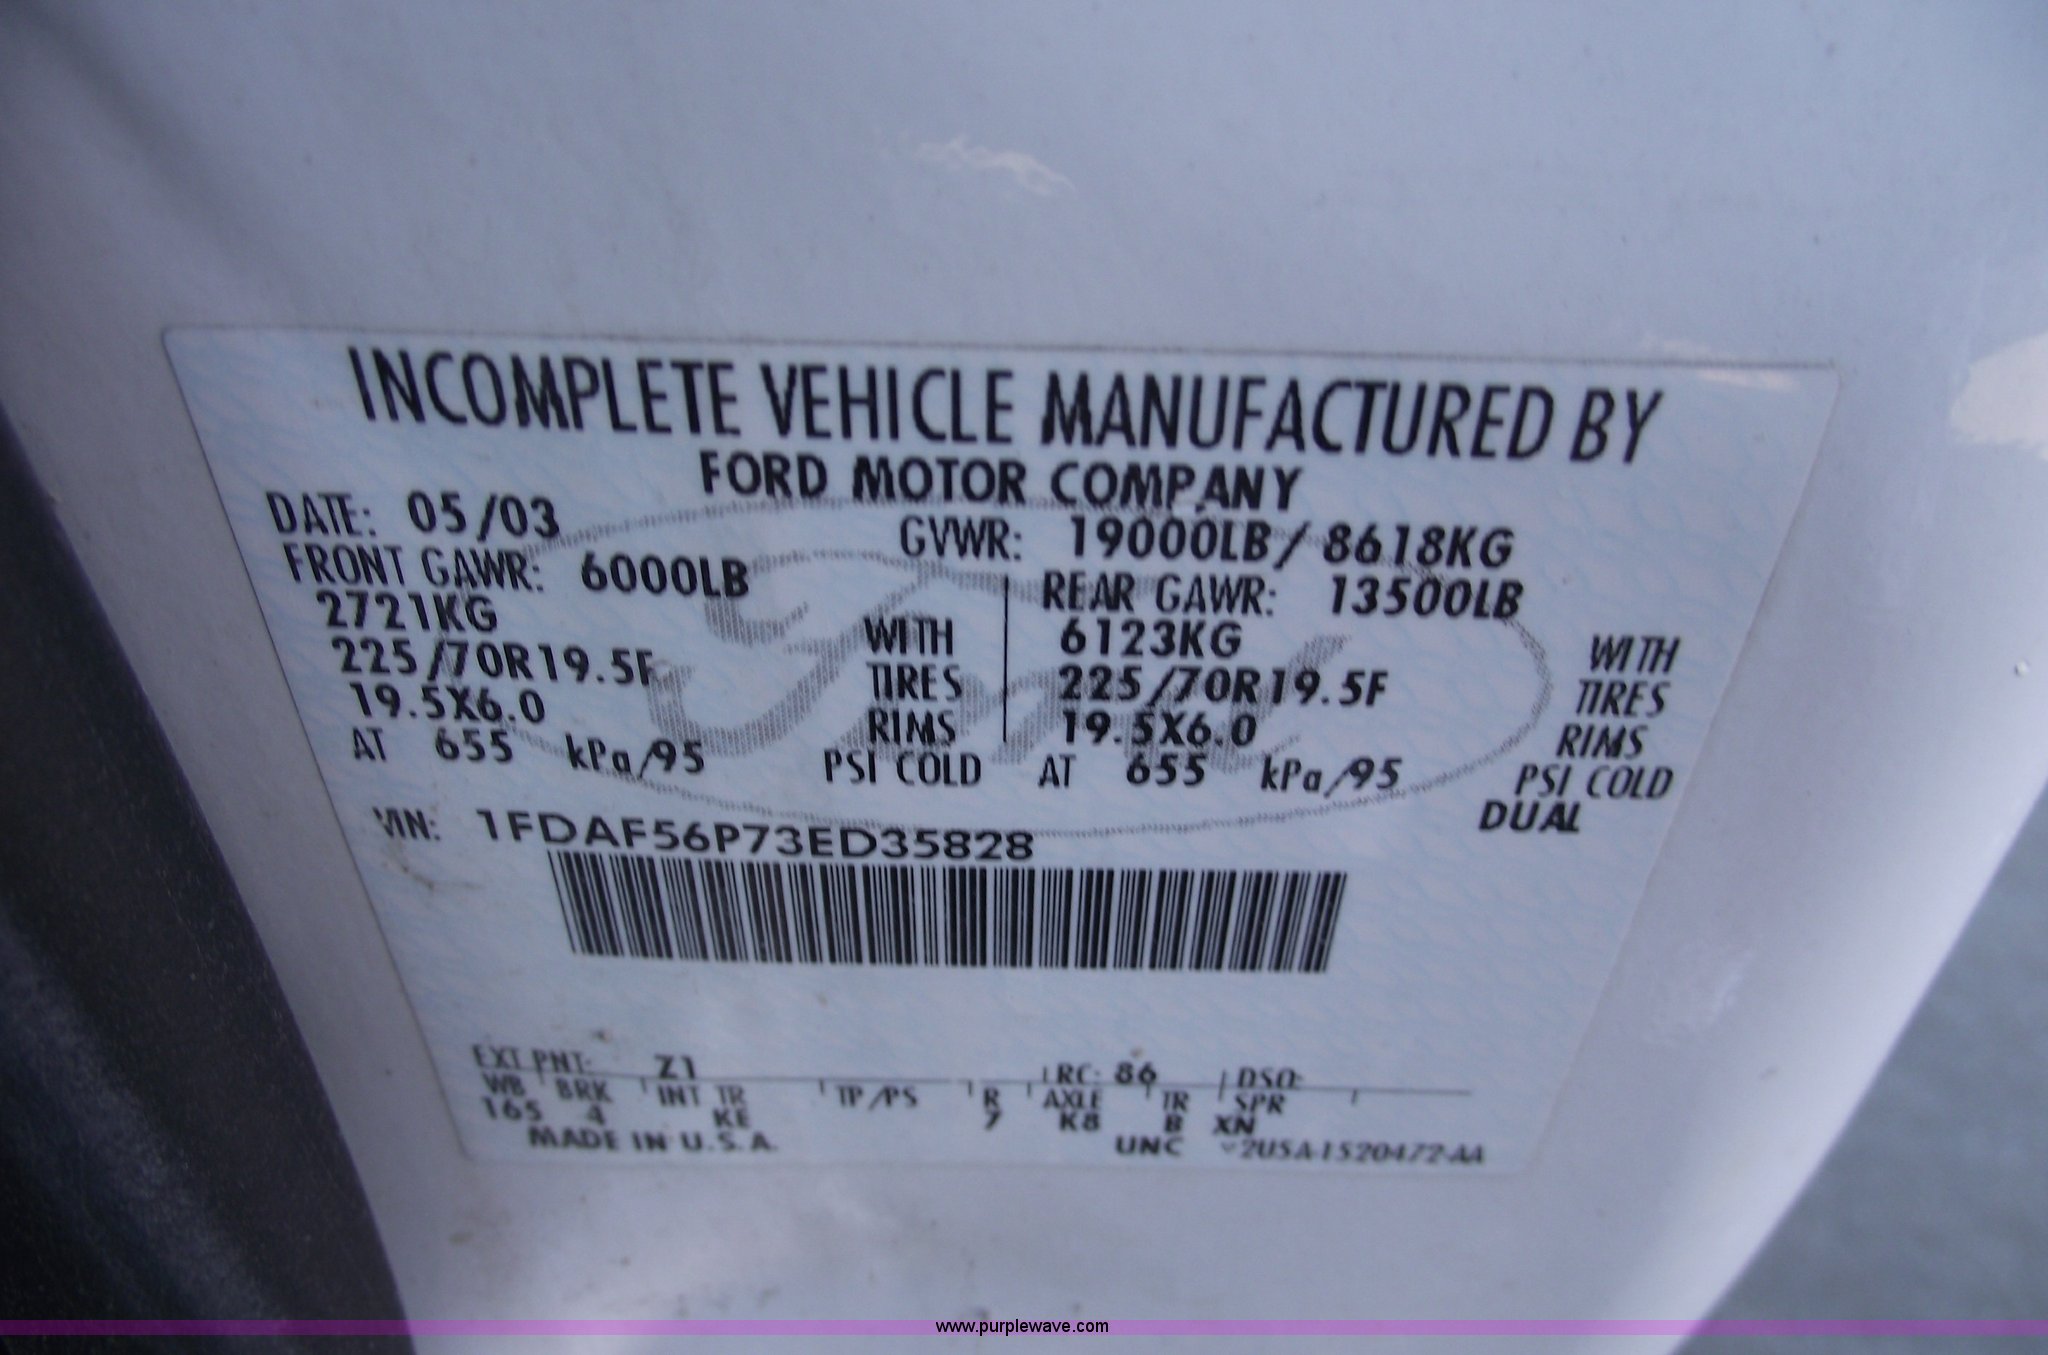 INCOMPLETE VEHICLE MANUFACTURED BY
FORD MOTOR COMPANY
DATE: 05/03 GVWR: 19000LB/ 8618KG
FRONT GAWR: 6000LB REAR GAWR: 13500LB
2721KG WITH 6123KG WITH
225/70R19.5F TIRES 225/70R19.5F TIRES
19.5X6.0 RIMS 19.5X6.0 RIMS
AT 655 kPa/95 PSI COLD AT 655 kPa/95 PSI COLD
DUAL
VIN: 1FDAF56P73ED35828
EXT PNT: Z1 RC: 86 DSO:
WB BRK INT TR TP/PS R AXLE TR SPR
165 4 KE 7 K8 B XN
MADE IN U.S.A. UNC 2U5A-1520472-AA
Ford
www.purplewave.com